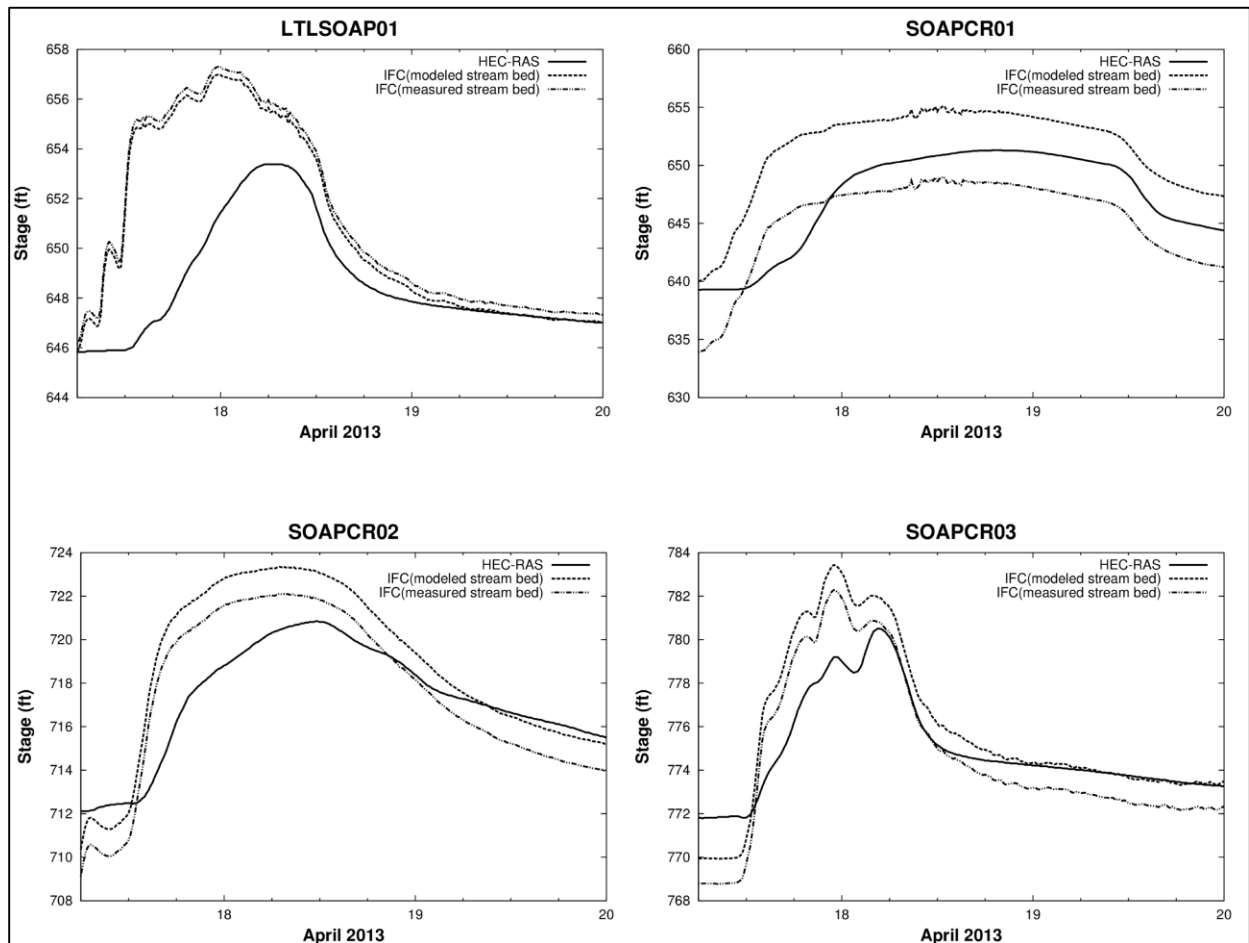 LTLSOAP01
HEC-RAS
IFC(modeled stream bed)
IFC(measured stream bed)
658
656
654
652
650
648
646
644
Stage (ft)
18
19
20
April 2013
SOAPCR01
HEC-RAS
IFC(modeled stream bed)
IFC(measured stream bed)
660
655
650
645
640
635
630
Stage (ft)
18
19
20
April 2013
SOAPCR02
HEC-RAS
IFC(modeled stream bed)
IFC(measured stream bed)
724
722
720
718
716
714
712
710
708
Stage (ft)
18
19
20
April 2013
SOAPCR03
HEC-RAS
IFC(modeled stream bed)
IFC(measured stream bed)
784
782
780
778
776
774
772
770
768
Stage (ft)
18
19
20
April 2013